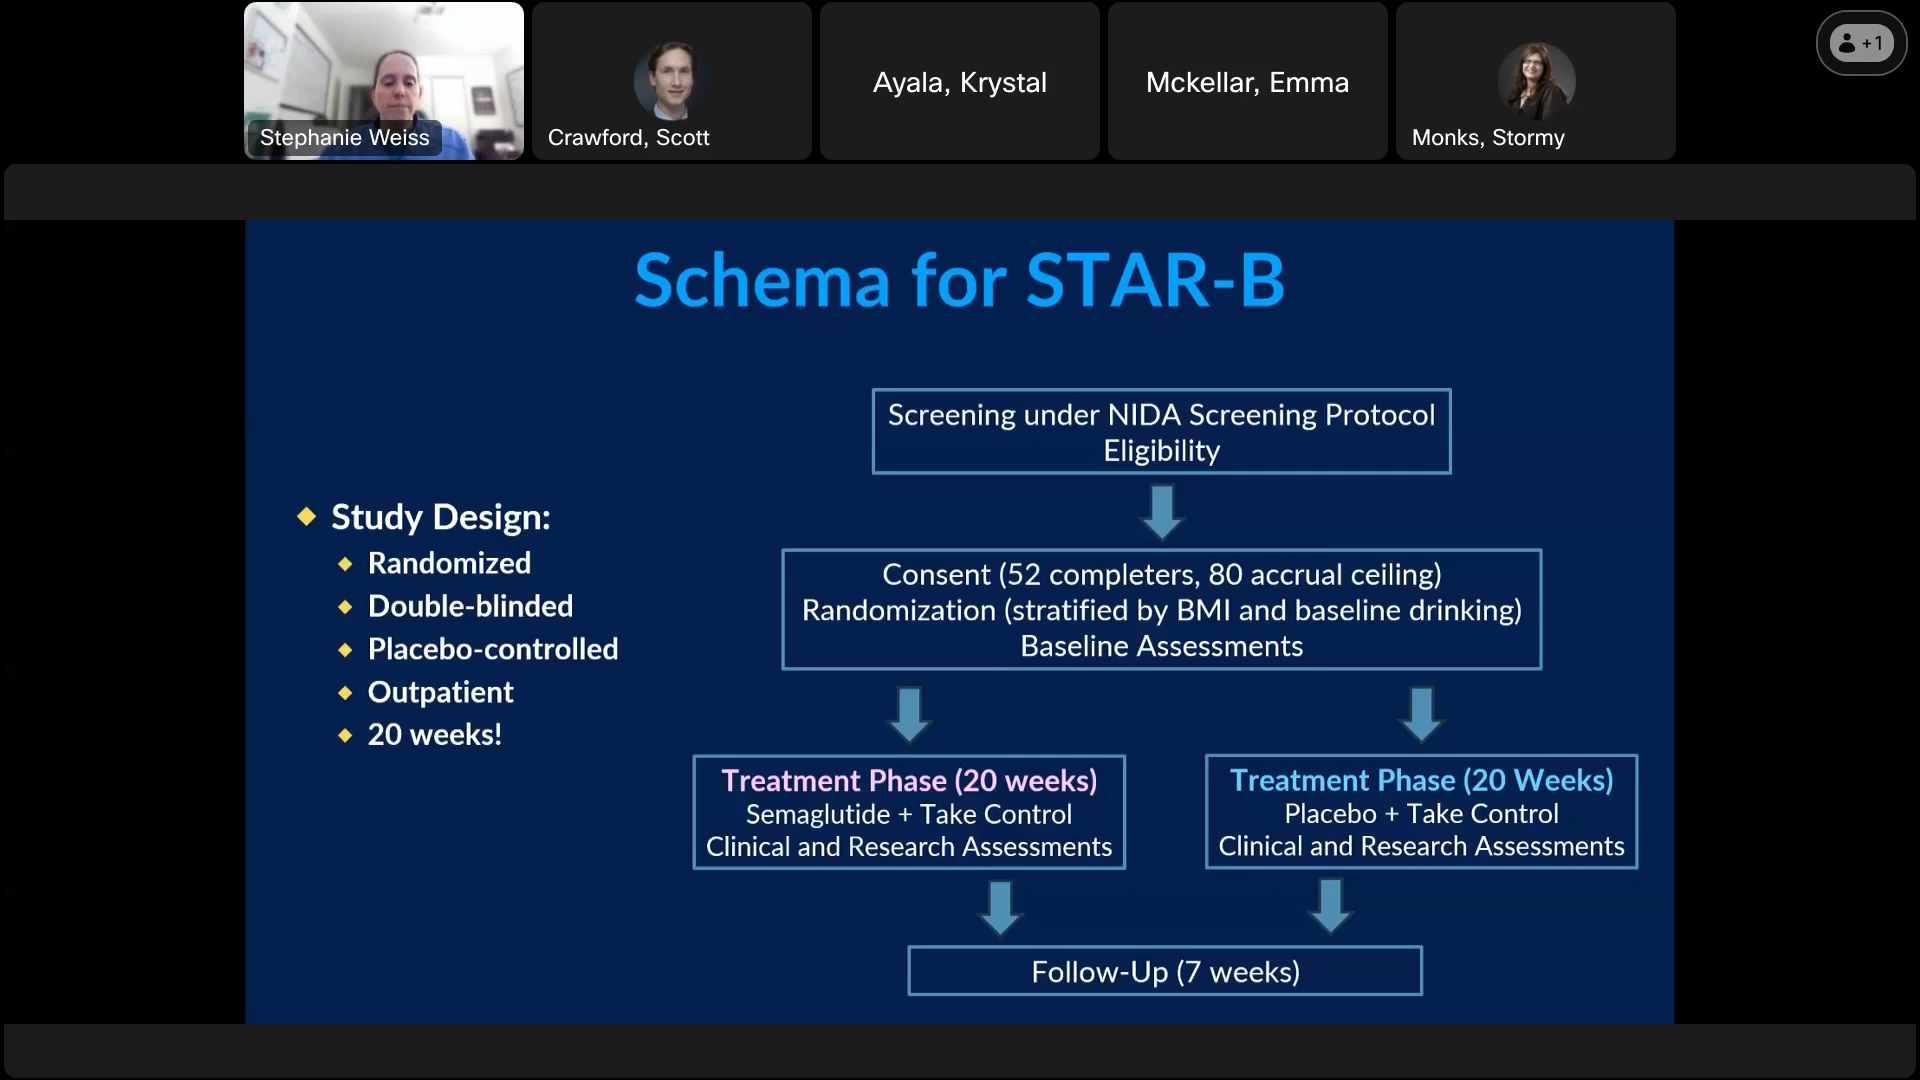 Stephanie Weiss
Crawford, Scott
Ayala, Krystal
Mckellar, Emma
Monks, Stormy
+1
Schema for STAR-B
Study Design:
Randomized
Double-blinded
Placebo-controlled
Outpatient
20 weeks!
Screening under NIDA Screening Protocol
Eligibility
Consent (52 completers, 80 accrual ceiling)
Randomization (stratified by BMI and baseline drinking)
Baseline Assessments
Treatment Phase (20 weeks)
Semaglutide + Take Control
Clinical and Research Assessments
Treatment Phase (20 Weeks)
Placebo + Take Control
Clinical and Research Assessments
Follow-Up (7 weeks)